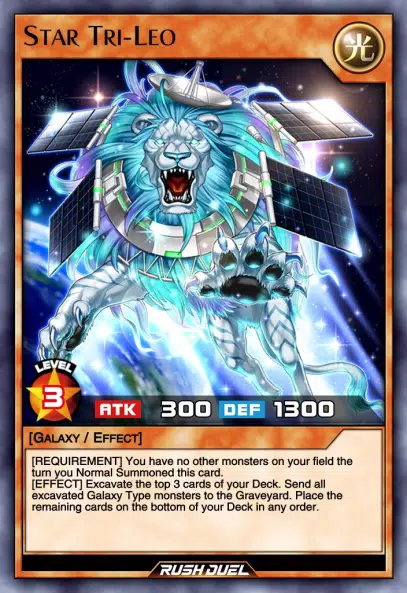 Star Tri-Leo
光
LEVEL
3
ATK 300 DEF 1300
[Galaxy / Effect]
[REQUIREMENT] You have no other monsters on your field the
turn you Normal Summoned this card.
[EFFECT] Excavate the top 3 cards of your Deck. Send all
excavated Galaxy Type monsters to the Graveyard. Place the
remaining cards on the bottom of your Deck in any order.
RUSH DUEL